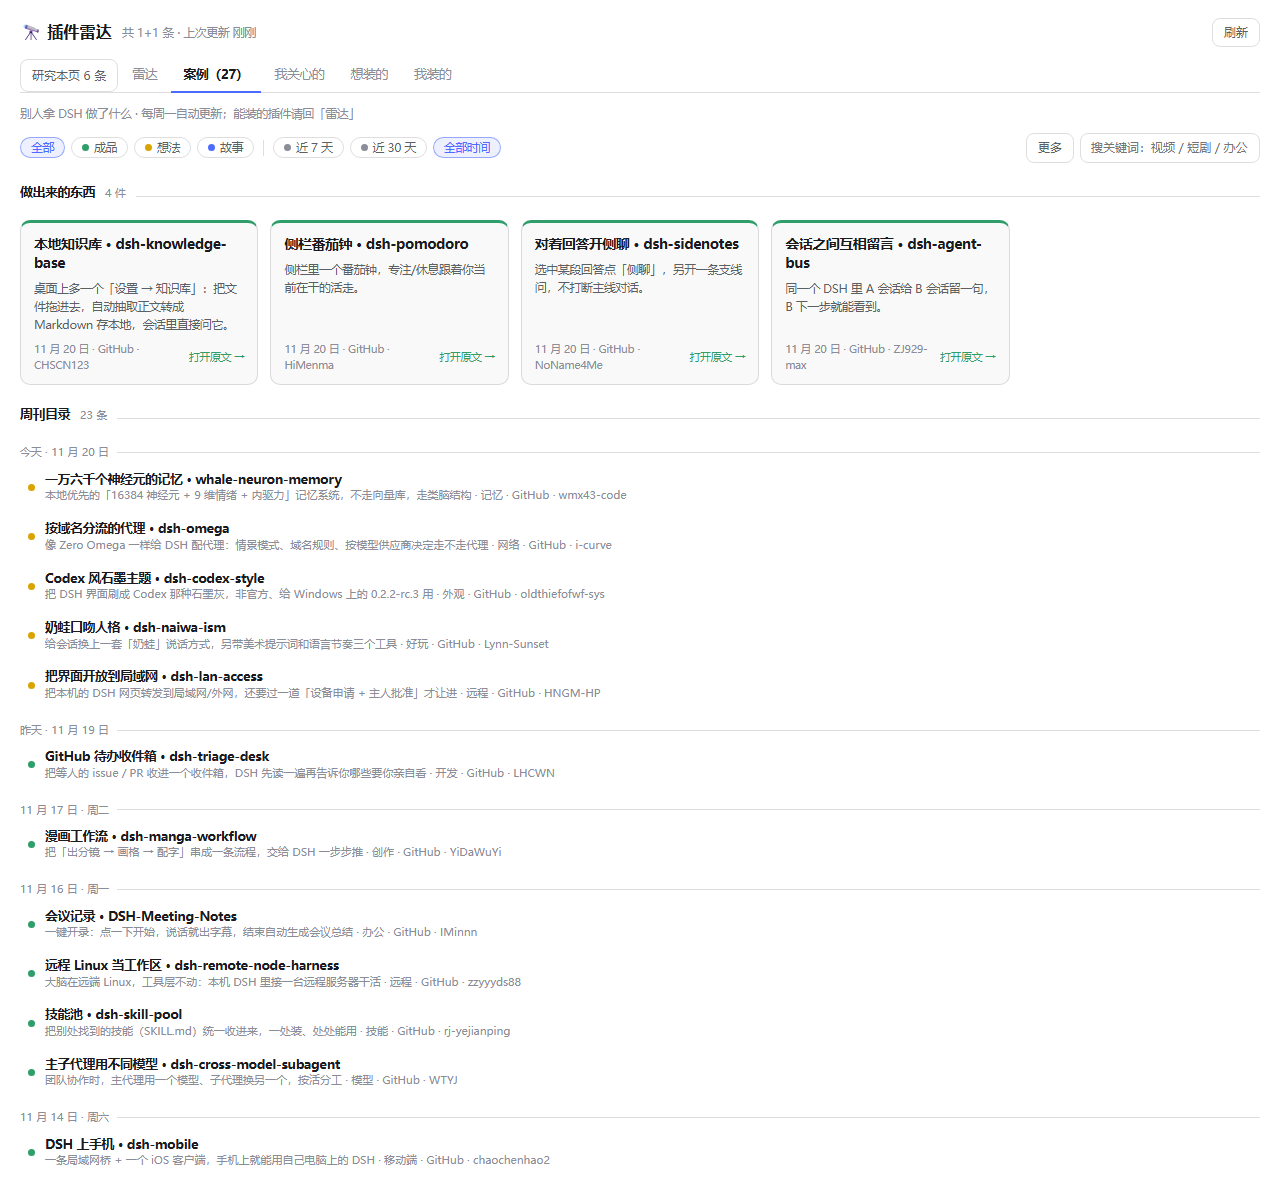 插件雷达 共 1+1 条 · 上次更新 刚刚 刷新
研究本页 6 条 雷达 案例（27） 我关心的 想装的 我装的
别人拿 DSH 做了什么 · 每周一自动更新；能装的插件请回「雷达」
全部 成品 想法 故事 近 7 天 近 30 天 全部时间 更多 搜关键词：视频 / 短剧 / 办公
做出来的东西 4 件
本地知识库 • dsh-knowledge-
base
桌面上多一个「设置 → 知识库」：把文
件拖进去，自动抽取正文转成
Markdown 存本地，会话里直接问它。
11 月 20 日 · GitHub ·
CHSCN123
打开原文 →
侧栏番茄钟 • dsh-pomodoro
侧栏里一个番茄钟，专注/休息跟着你当
前在干的活走。
11 月 20 日 · GitHub ·
HiMenma
打开原文 →
对着回答开侧聊 • dsh-sidenotes
选中某段回答点「侧聊」，另开一条支线
问，不打断主线对话。
11 月 20 日 · GitHub ·
NoName4Me
打开原文 →
会话之间互相留言 • dsh-agent-
bus
同一个 DSH 里 A 会话给 B 会话留一句，
B 下一步就能看到。
11 月 20 日 · GitHub · ZJ929-
max
打开原文 →
周刊目录 23 条
今天 · 11 月 20 日
一万六千个神经元的记忆 • whale-neuron-memory
本地优先的「16384 神经元 + 9 维情绪 + 内驱力」记忆系统，不走向量库，走类脑结构 · 记忆 · GitHub · wmx43-code
按域名分流的代理 • dsh-omega
像 Zero Omega 一样给 DSH 配代理：情景模式、域名规则、按模型供应商决定走不走代理 · 网络 · GitHub · i-curve
Codex 风石墨主题 • dsh-codex-style
把 DSH 界面刷成 Codex 那种石墨灰，非官方、给 Windows 上的 0.2.2-rc.3 用 · 外观 · GitHub · oldthiefofwf-sys
奶蛙口吻人格 • dsh-naiwa-ism
给会话换上一套「奶蛙」说话方式，另带美术提示词和语言节奏三个工具 · 好玩 · GitHub · Lynn-Sunset
把界面开放到局域网 • dsh-lan-access
把本机的 DSH 网页转发到局域网/外网，还要过一道「设备申请 + 主人批准」才让进 · 远程 · GitHub · HNGM-HP
昨天 · 11 月 19 日
GitHub 待办收件箱 • dsh-triage-desk
把等人的 issue / PR 收进一个收件箱，DSH 先读一遍再告诉你哪些要你亲自看 · 开发 · GitHub · LHCWN
11 月 17 日 · 周二
漫画工作流 • dsh-manga-workflow
把「出分镜 → 画格 → 配字」串成一条流程，交给 DSH 一步步推 · 创作 · GitHub · YiDaWuYi
11 月 16 日 · 周一
会议记录 • DSH-Meeting-Notes
一键开录：点一下开始，说话就出字幕，结束自动生成会议总结 · 办公 · GitHub · IMinnn
远程 Linux 当工作区 • dsh-remote-node-harness
大脑在远端 Linux，工具层不动：本机 DSH 里接一台远程服务器干活 · 远程 · GitHub · zzyyyds88
技能池 • dsh-skill-pool
把别处找到的技能（SKILL.md）统一收进来，一处装、处处能用 · 技能 · GitHub · rj-yejianping
主子代理用不同模型 • dsh-cross-model-subagent
团队协作时，主代理用一个模型、子代理换另一个，按活分工 · 模型 · GitHub · WTYJ
11 月 14 日 · 周六
DSH 上手机 • dsh-mobile
一条局域网桥 + 一个 iOS 客户端，手机上就能用自己电脑上的 DSH · 移动端 · GitHub · chaochenhao2